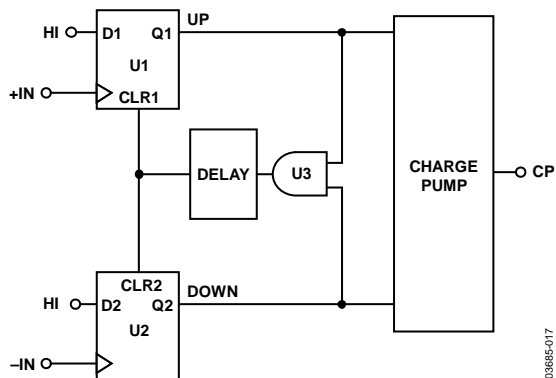 UP
HI
D1
Q1
U1
+IN
CLR1
DELAY
U3
CHARGE
PUMP
CP
CLR2
DOWN
HI
D2
Q2
U2
–IN
03685-017